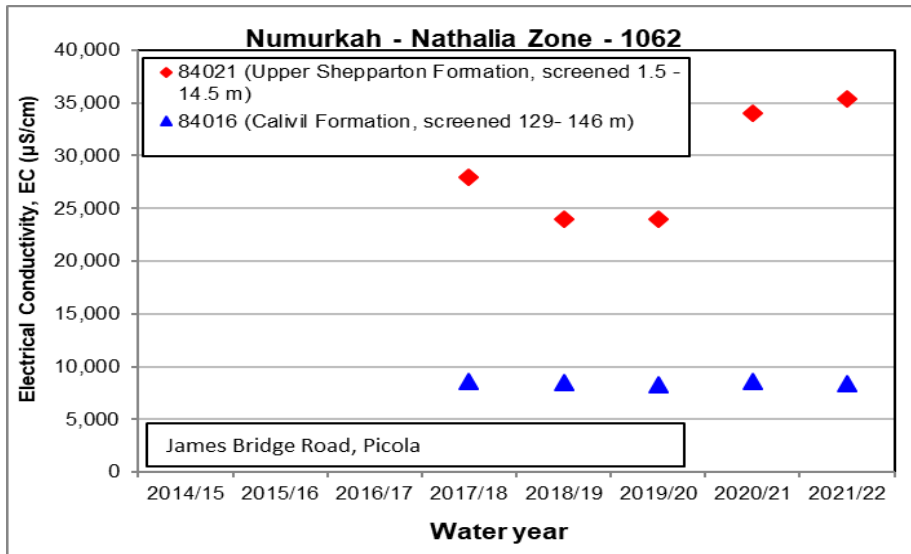 Numurkah - Nathalia Zone - 1062
84021 (Upper Shepparton Formation, screened 1.5 -
14.5 m)
84016 (Calivil Formation, screened 129- 146 m)
Electrical Conductivity, EC (µS/cm)
40,000
35,000
30,000
25,000
20,000
15,000
10,000
5,000
0
James Bridge Road, Picola
2014/15 2015/16 2016/17 2017/18 2018/19 2019/20 2020/21 2021/22
Water year